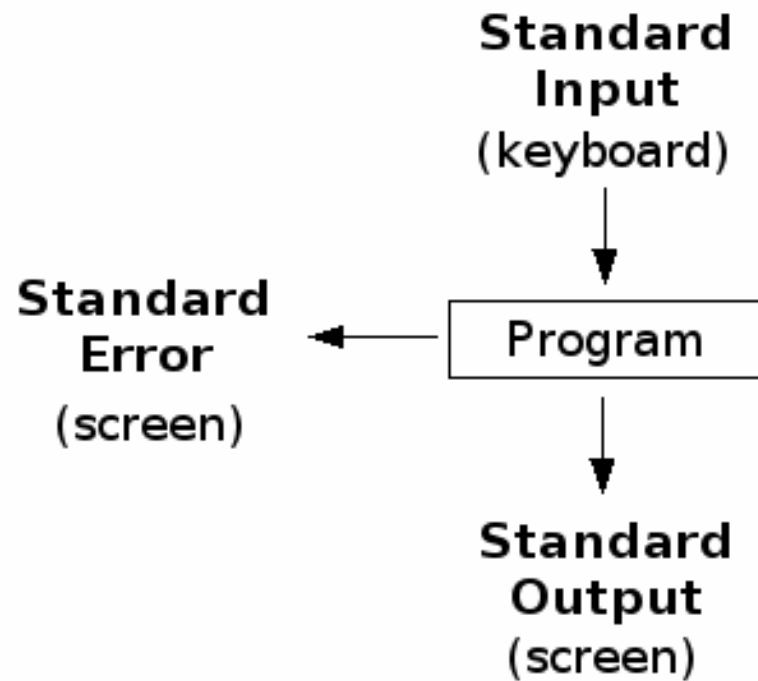 Standard
Input
(keyboard)
Standard
Error
(screen)
Program
Standard
Output
(screen)